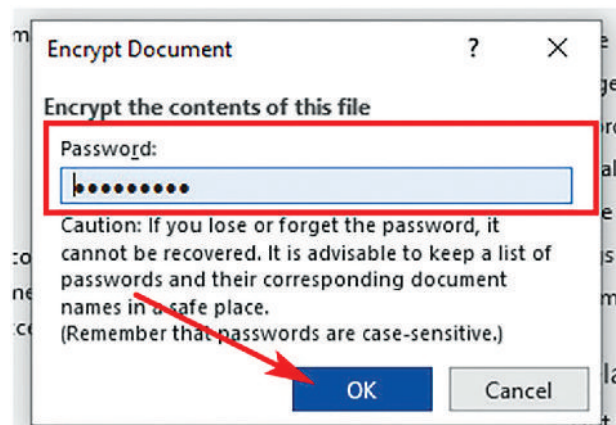 Encrypt Document ? X
Encrypt the contents of this file
Password:
•••••••••
Caution: If you lose or forget the password, it
cannot be recovered. It is advisable to keep a list of
passwords and their corresponding document
names in a safe place.
(Remember that passwords are case-sensitive.)
OK Cancel